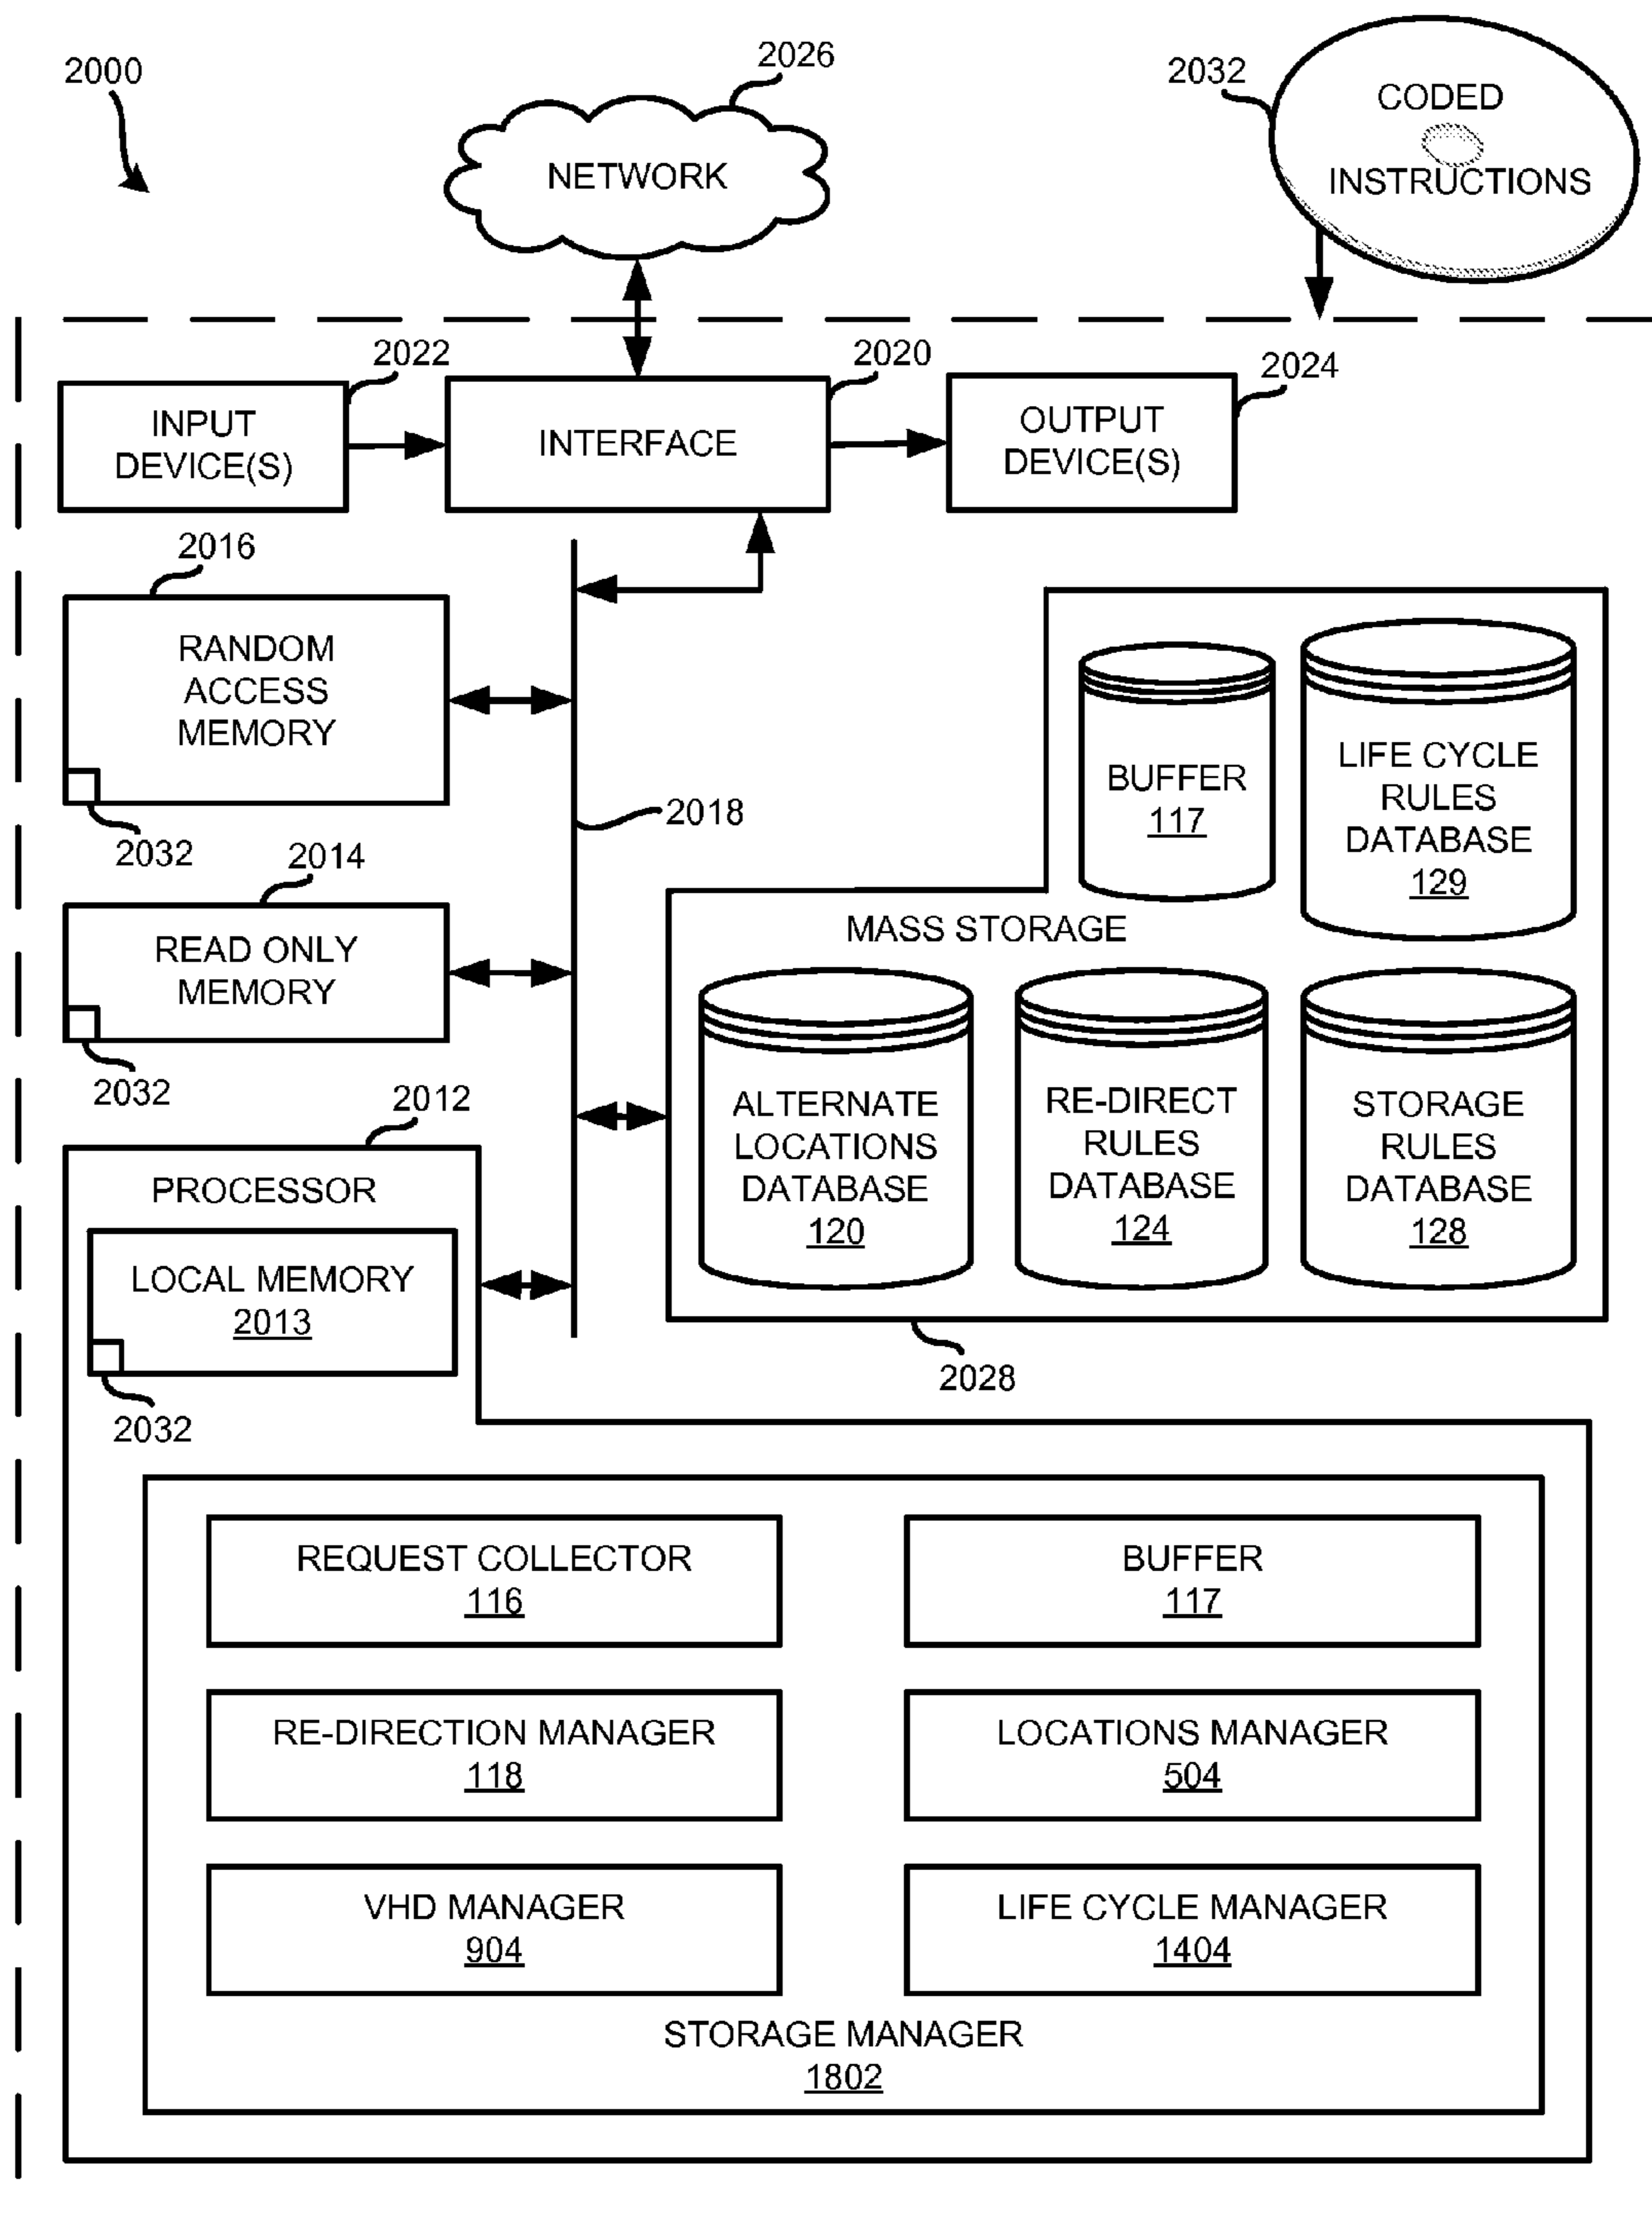 2000
2026
NETWORK
2032
CODED
INSTRUCTIONS
2022
INPUT
DEVICE(S)
2020
INTERFACE
2024
OUTPUT
DEVICE(S)
2016
RANDOM
ACCESS
MEMORY
2032
2018
2014
READ ONLY
MEMORY
2032
MASS STORAGE
BUFFER
117
LIFE CYCLE
RULES
DATABASE
129
ALTERNATE
LOCATIONS
DATABASE
120
RE-DIRECT
RULES
DATABASE
124
STORAGE
RULES
DATABASE
128
2028
2012
PROCESSOR
LOCAL MEMORY
2013
2032
REQUEST COLLECTOR
116
BUFFER
117
RE-DIRECTION MANAGER
118
LOCATIONS MANAGER
504
VHD MANAGER
904
LIFE CYCLE MANAGER
1404
STORAGE MANAGER
1802